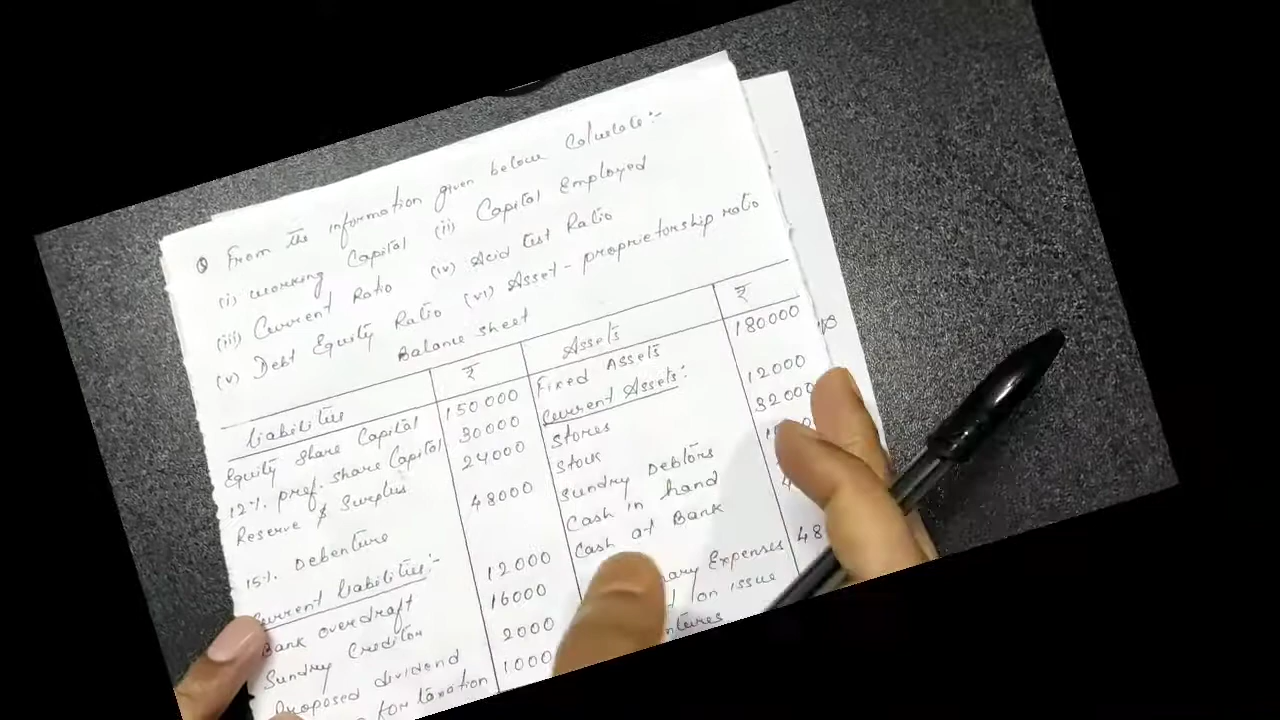 Q From the information given below Calculate:-
(i) Working Capital (ii) Capital Employed
(iii) Current Ratio (iv) Acid Test Ratio
(v) Debt Equity Ratio (vi) Asset - proprietorship ratio
Balance sheet
Liabilities ₹ Assets ₹
Equity Share Capital 150000 Fixed Assets 180000
12% pref. share Capital 30000 Current Assets:
Reserve & Surplus 24000 Stores 12000
Stock 32000
15% Debenture 48000 Sundry Debtors
Cash in hand
Current liabilities:- Cash at Bank
Bank overdraft 12000 Expenses 48
Sundry Creditor 16000 on issue
Proposed dividend 2000
for taxation 1000